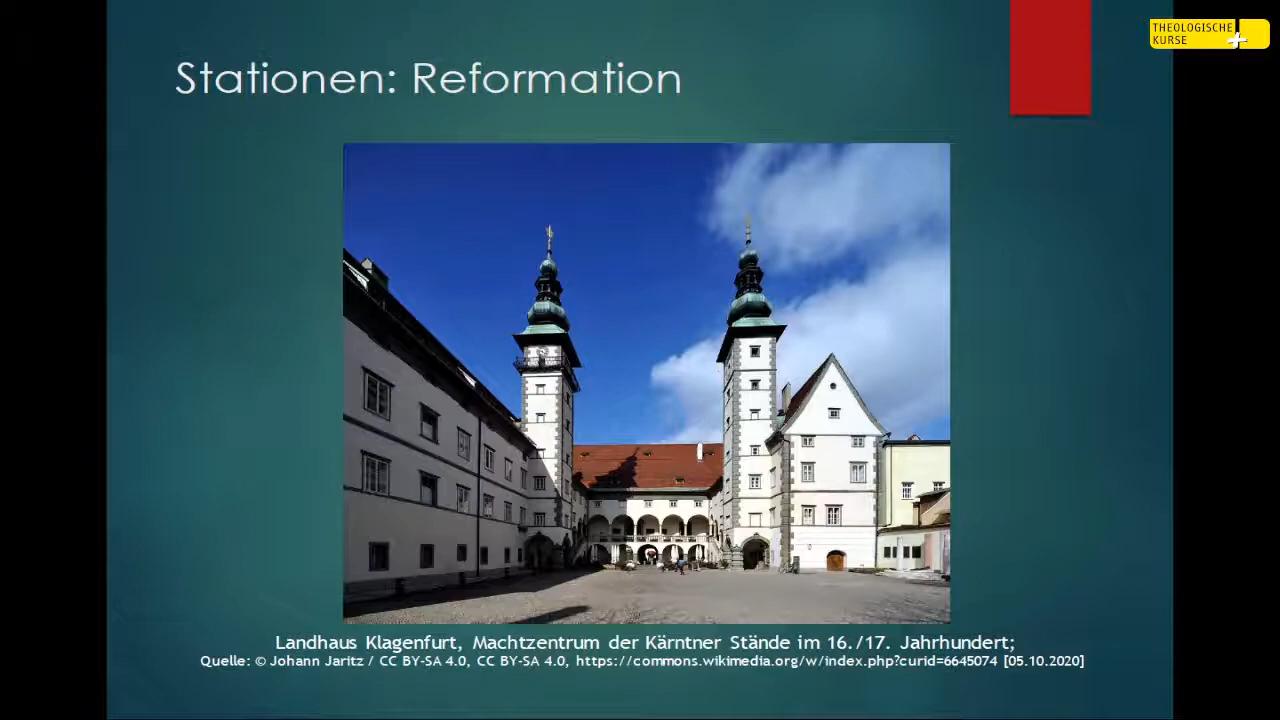 THEOLOGISCHE
KURSE
Stationen: Reformation
Landhaus Klagenfurt, Machtzentrum der Kärntner Stände im 16./17. Jahrhundert;
Quelle: © Johann Jaritz / CC BY-SA 4.0, CC BY-SA 4.0, https://commons.wikimedia.org/w/index.php?curid=6645074 [05.10.2020]